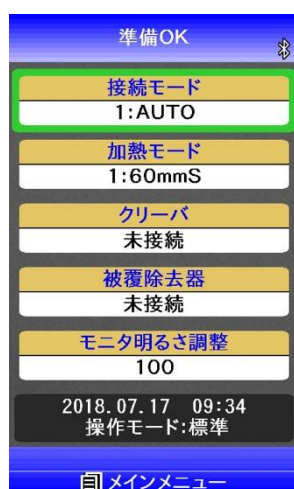 準備OK
接続モード
1:AUTO
加熱モード
1:60mmS
クリーバ
未接続
被覆除去器
未接続
モニタ明るさ調整
100
2018.07.17 09:34
操作モード:標準
メインメニュー